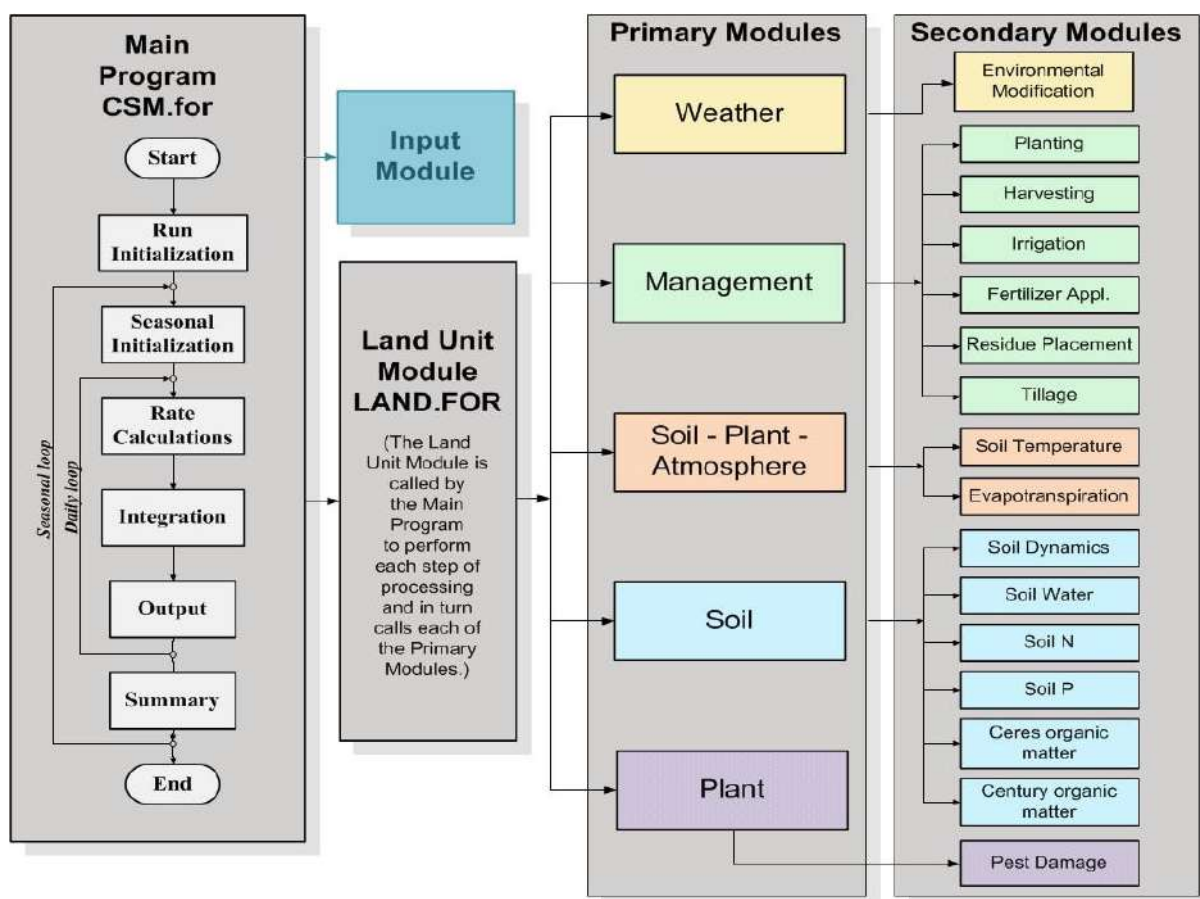 Main
Program
CSM.for
Start
Run
Initialization
Seasonal
Initialization
Rate
Calculations
Integration
Output
Summary
End
Seasonal loop
Daily loop
Input
Module
Land Unit
Module
LAND.FOR
(The Land
Unit Module is
called by
the Main
Program
to perform
each step of
processing
and in turn
calls each of
the Primary
Modules.)
Primary Modules
Weather
Management
Soil - Plant -
Atmosphere
Soil
Plant
Secondary Modules
Environmental
Modification
Planting
Harvesting
Irrigation
Fertilizer Appl.
Residue Placement
Tillage
Soil Temperature
Evapotranspiration
Soil Dynamics
Soil Water
Soil N
Soil P
Ceres organic
matter
Century organic
matter
Pest Damage